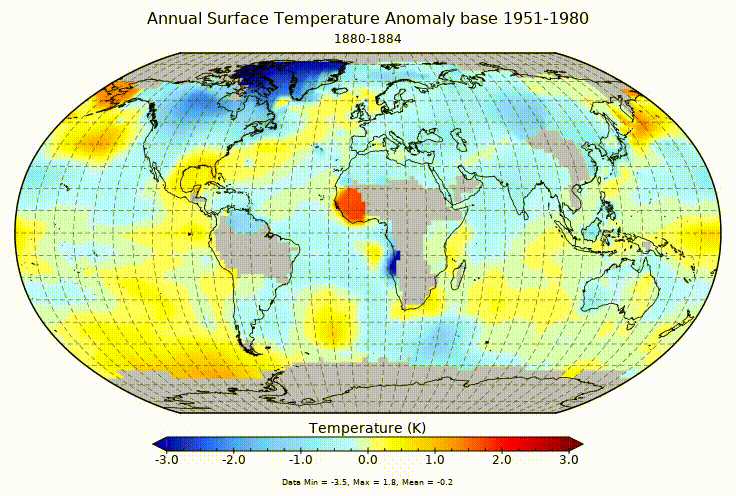 Annual Surface Temperature Anomaly base 1951-1980
1880-1884
Temperature (K)
-3.0 -2.0 -1.0 0.0 1.0 2.0 3.0
Data Min = -3.5, Max = 1.8, Mean = -0.2